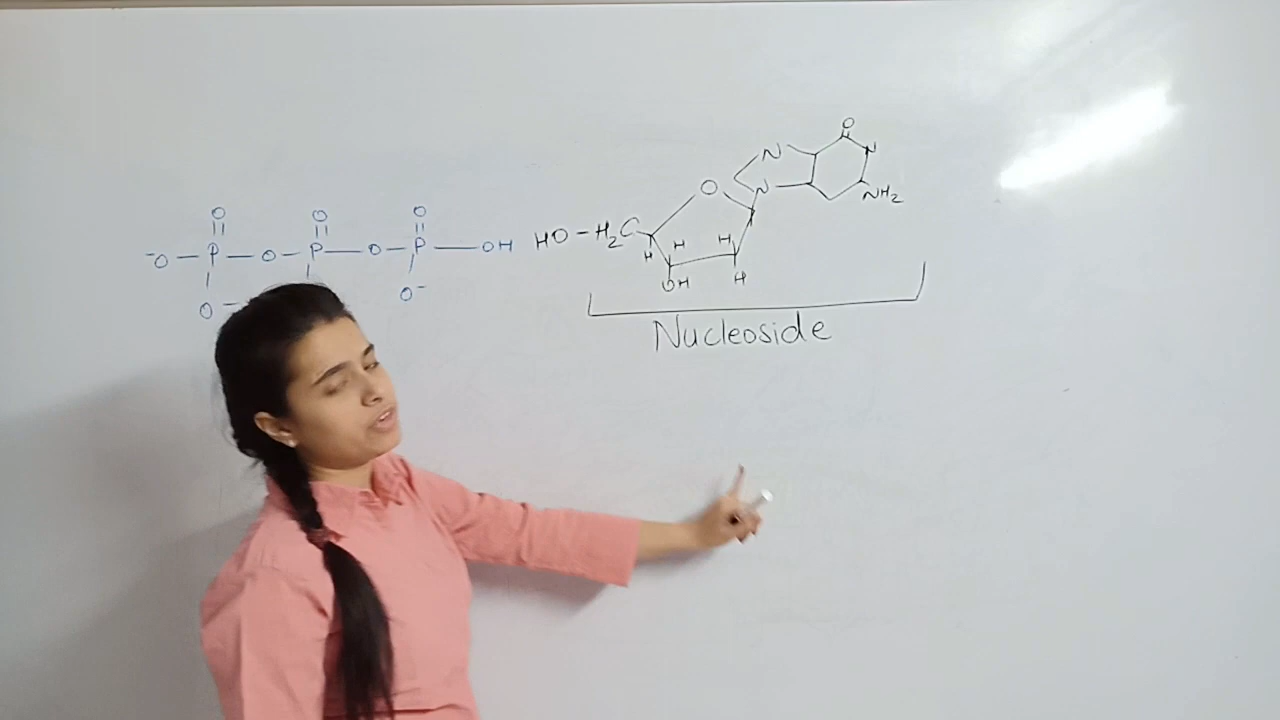 O O O
⁻O – P – O – P – O – P – OH
O⁻ O⁻
O
N N
O N NH₂
HO – H₂C
H H H
OH H
Nucleoside